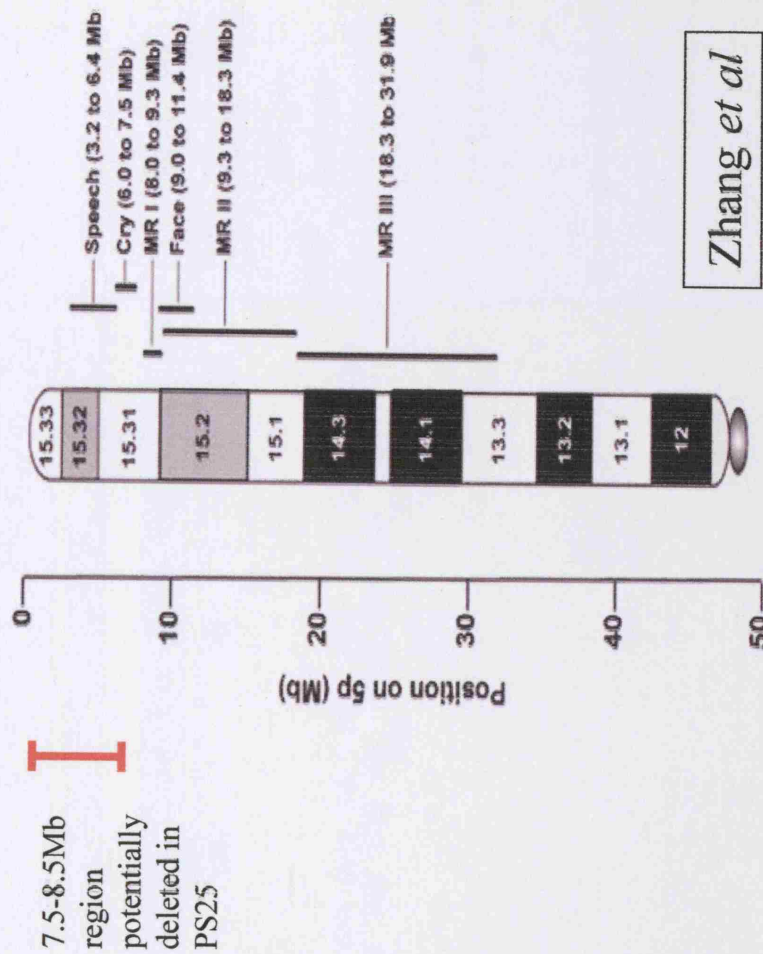 7.5-8.5Mb
region
potentially
deleted in
PS25
Position on 5p (Mb)
0
10
20
30
40
50
15.33
15.32
15.31
15.2
15.1
14.3
14.1
13.3
13.2
13.1
12
Speech (3.2 to 6.4 Mb
Cry (6.0 to 7.5 Mb)
MR I (8.0 to 9.3 Mb)
Face (9.0 to 11.4 Mb)
MR II (9.3 to 18.3 Mb)
MR III (18.3 to 31.9 Mb
Zhang et al